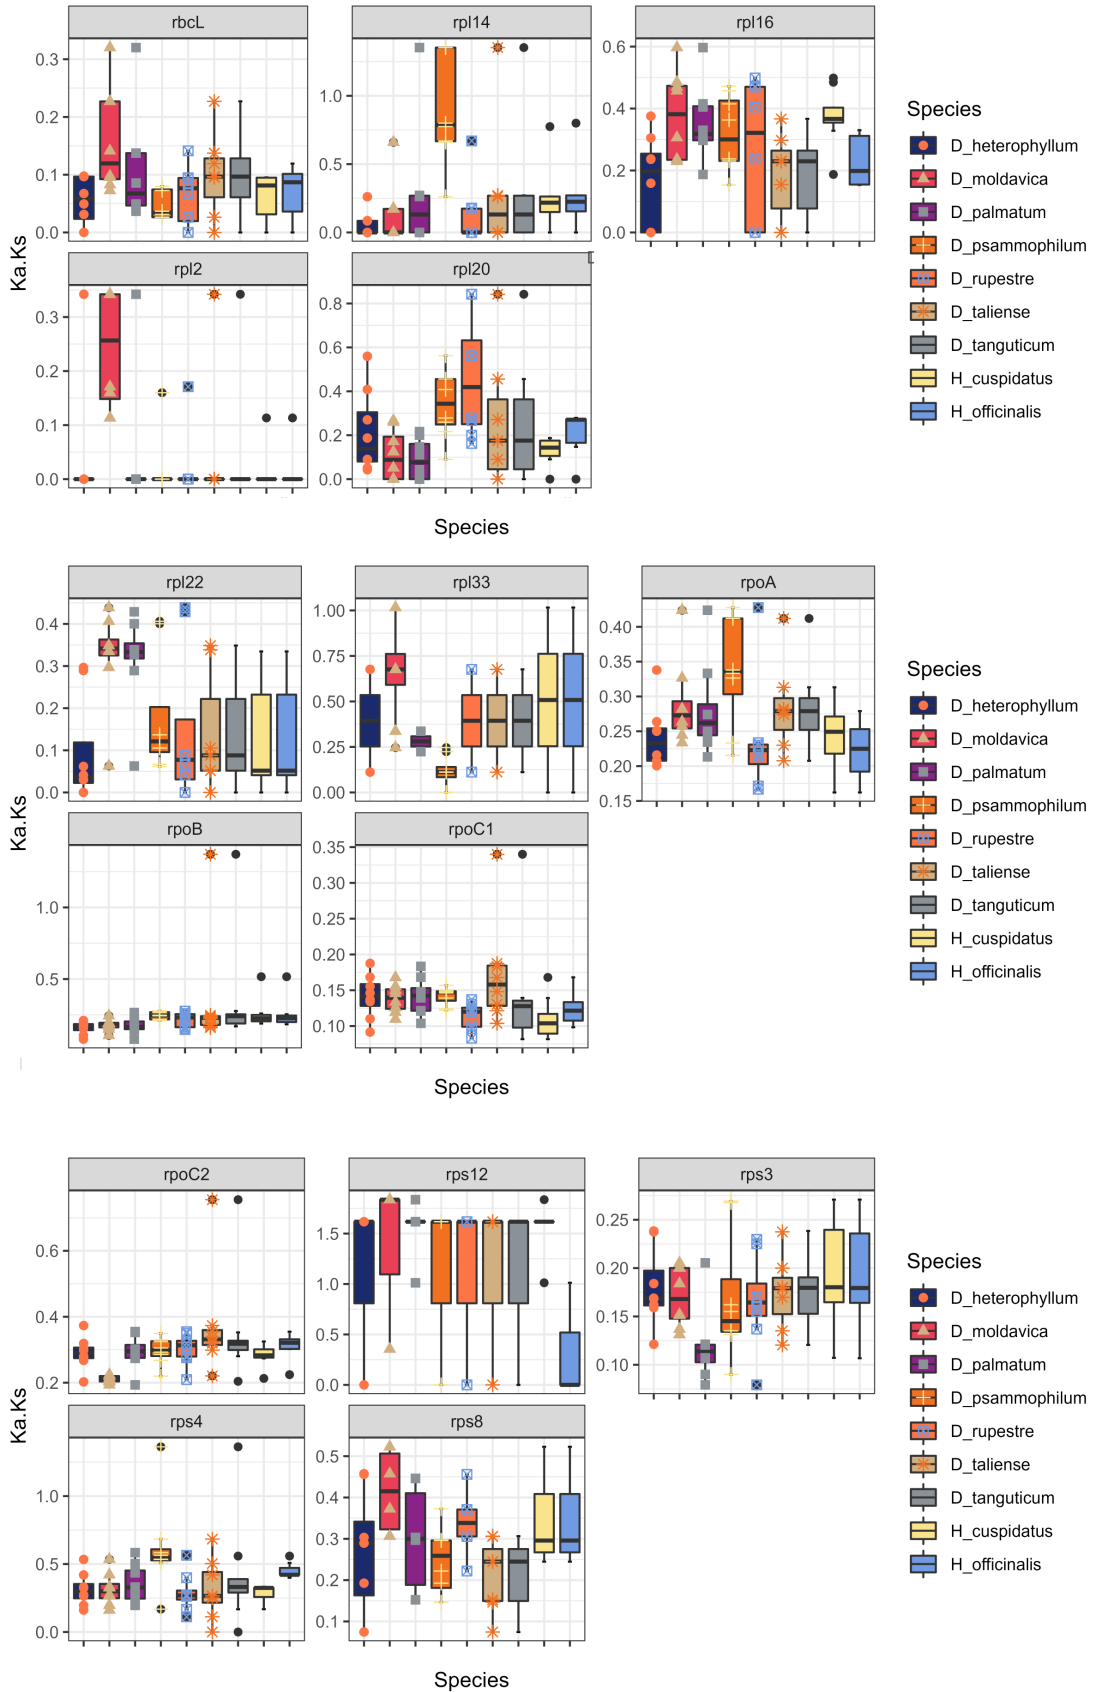 rbcL
rpl14
rpl16
0.3
0.2
0.1
0.0
1.0
0.5
0.0
0.6
0.4
0.2
0.0
rpl2
rpl20
0.3
0.2
0.1
0.0
0.8
0.6
0.4
0.2
0.0
Ka.Ks
Species
Species
D_heterophyllum
D_moldavica
D_palmatum
D_psammophilum
D_rupestre
D_taliense
D_tanguticum
H_cuspidatus
H_officinalis
rpl22
rpl33
rpoA
0.4
0.3
0.2
0.1
0.0
1.00
0.75
0.50
0.25
0.00
0.40
0.35
0.30
0.25
0.20
0.15
rpoB
rpoC1
1.0
0.5
0.35
0.30
0.25
0.20
0.15
0.10
Ka.Ks
Species
Species
D_heterophyllum
D_moldavica
D_palmatum
D_psammophilum
D_rupestre
D_taliense
D_tanguticum
H_cuspidatus
H_officinalis
rpoC2
rps12
rps3
0.6
0.4
0.2
1.5
1.0
0.5
0.0
0.25
0.20
0.15
0.10
rps4
rps8
1.0
0.5
0.0
0.5
0.4
0.3
0.2
0.1
Ka.Ks
Species
Species
D_heterophyllum
D_moldavica
D_palmatum
D_psammophilum
D_rupestre
D_taliense
D_tanguticum
H_cuspidatus
H_officinalis